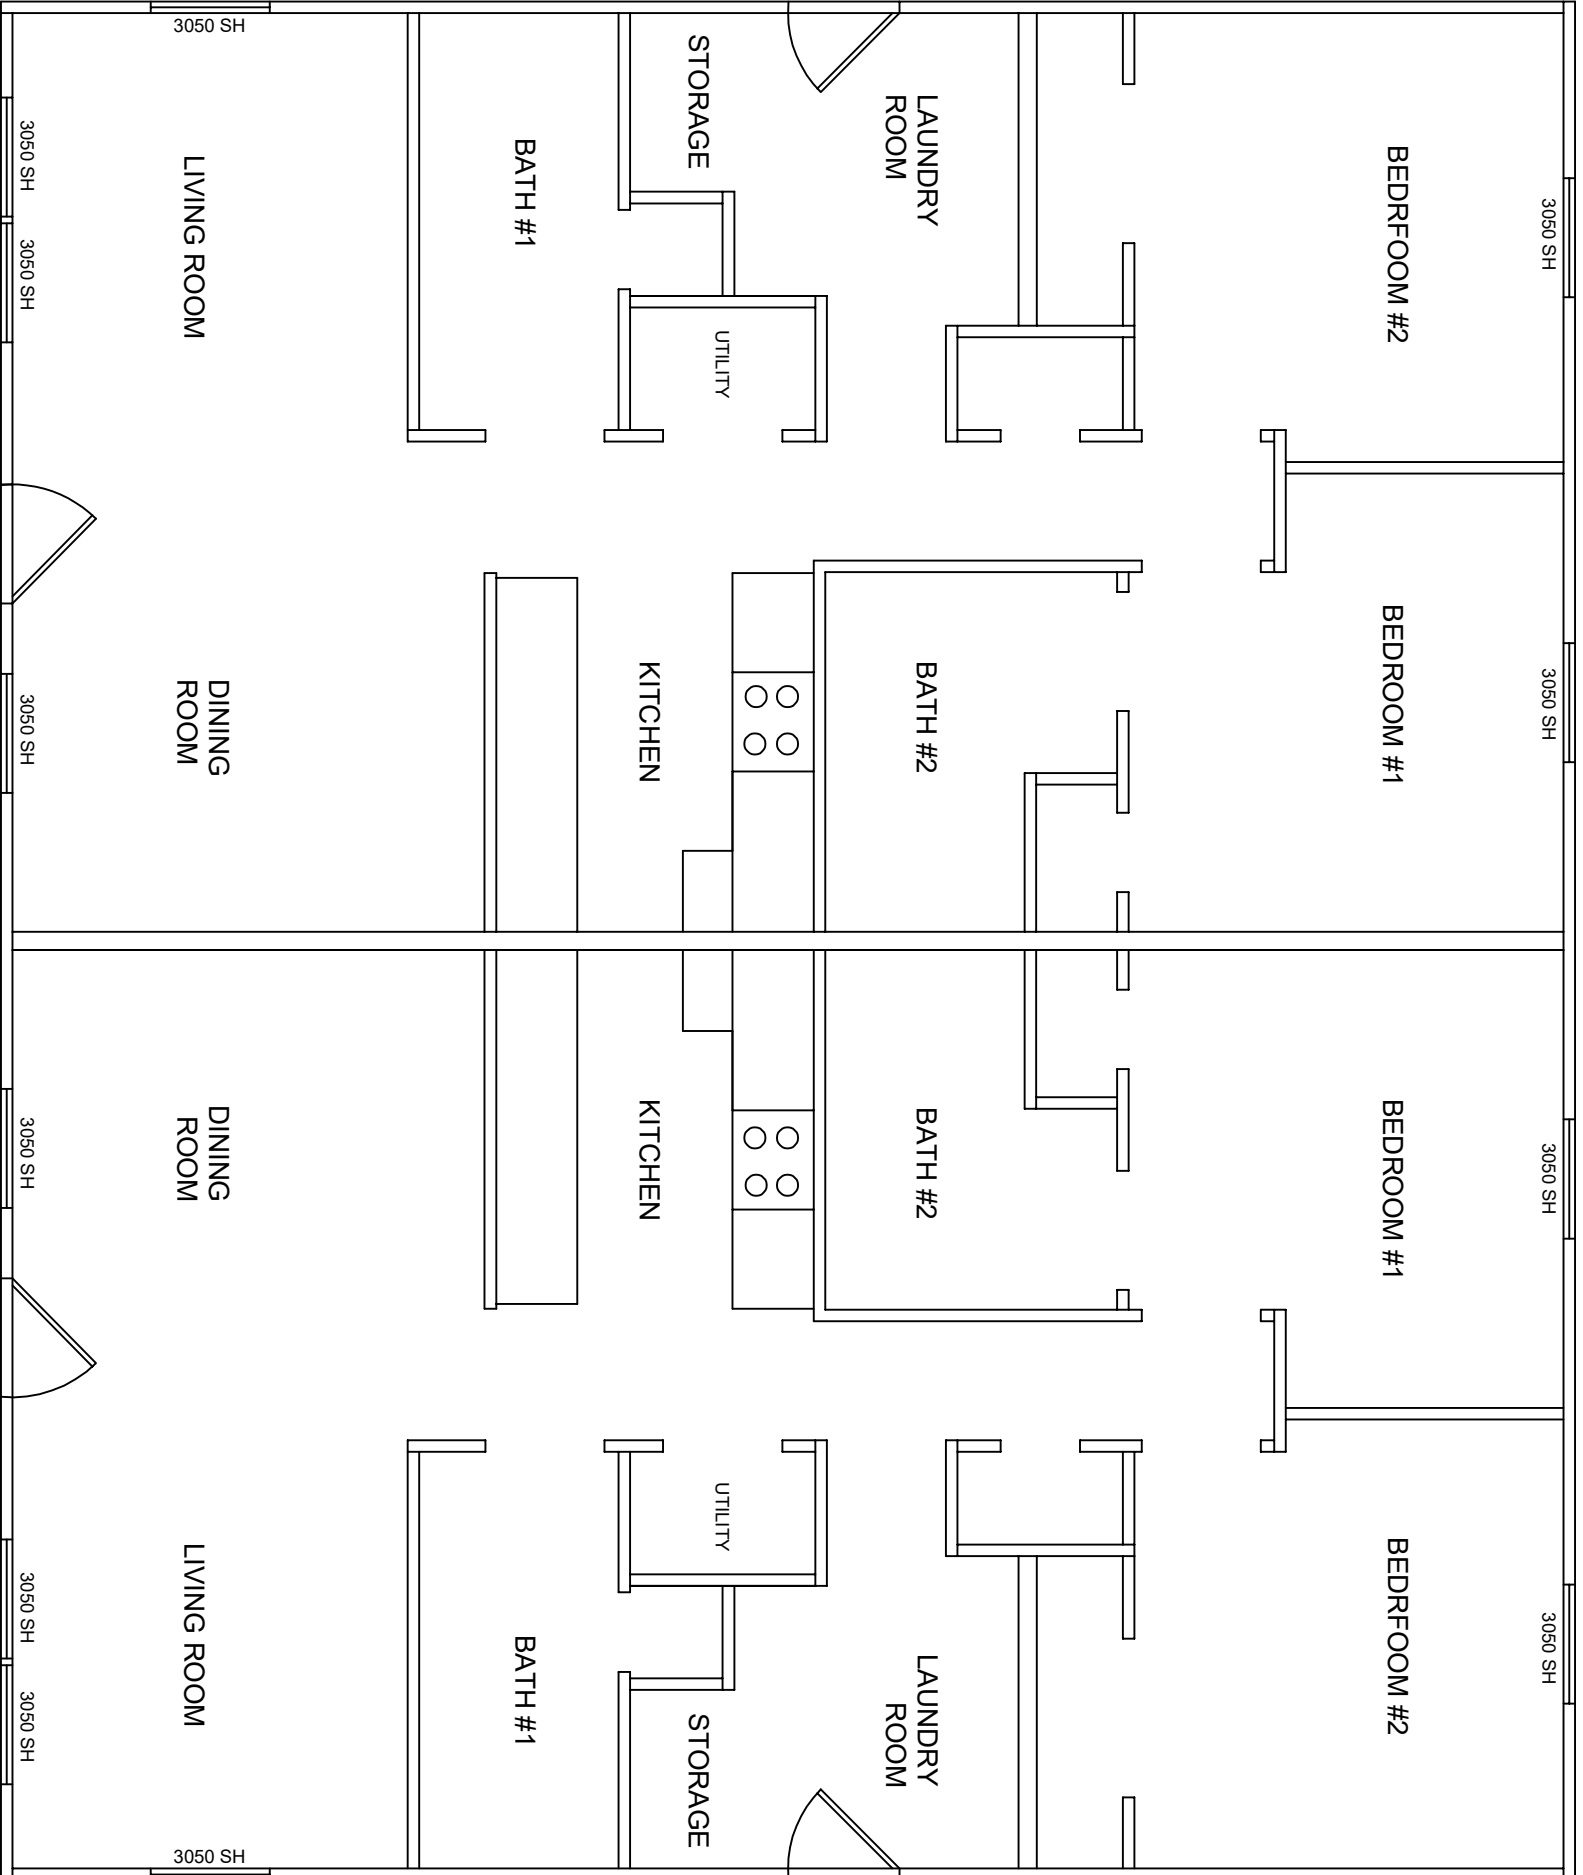 3050 SH
3050 SH
3050 SH
LIVING ROOM
BATH #1
STORAGE
UTILITY
LAUNDRY
ROOM
BEDRFOOM #2
3050 SH
3050 SH
DINING
ROOM
KITCHEN
BATH #2
BEDROOM #1
3050 SH
3050 SH
DINING
ROOM
KITCHEN
BATH #2
BEDROOM #1
3050 SH
3050 SH
3050 SH
LIVING ROOM
BATH #1
UTILITY
STORAGE
LAUNDRY
ROOM
BEDRFOOM #2
3050 SH
3050 SH